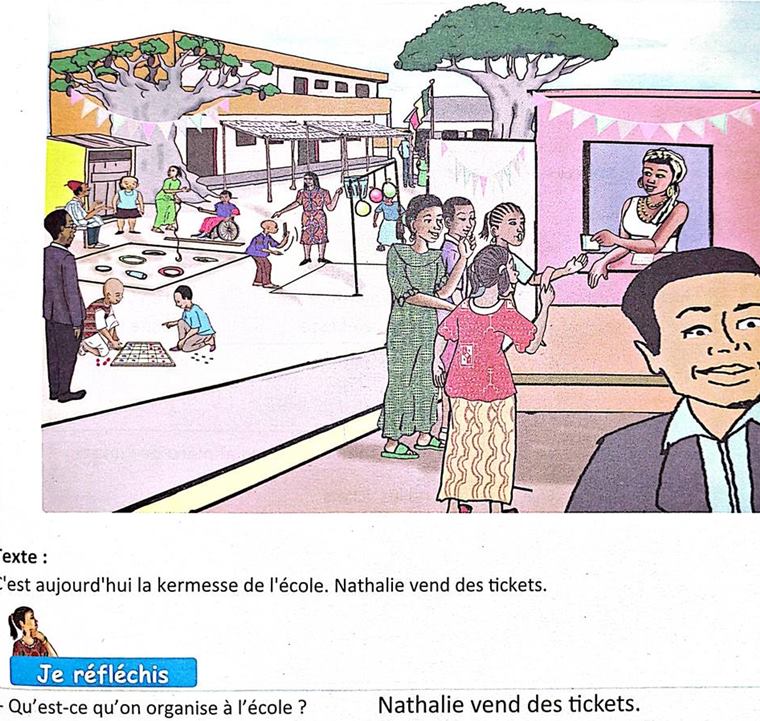 Texte :
C'est aujourd'hui la kermesse de l'école. Nathalie vend des tickets.
Je réfléchis
- Qu'est-ce qu'on organise à l'école ?
Nathalie vend des tickets.